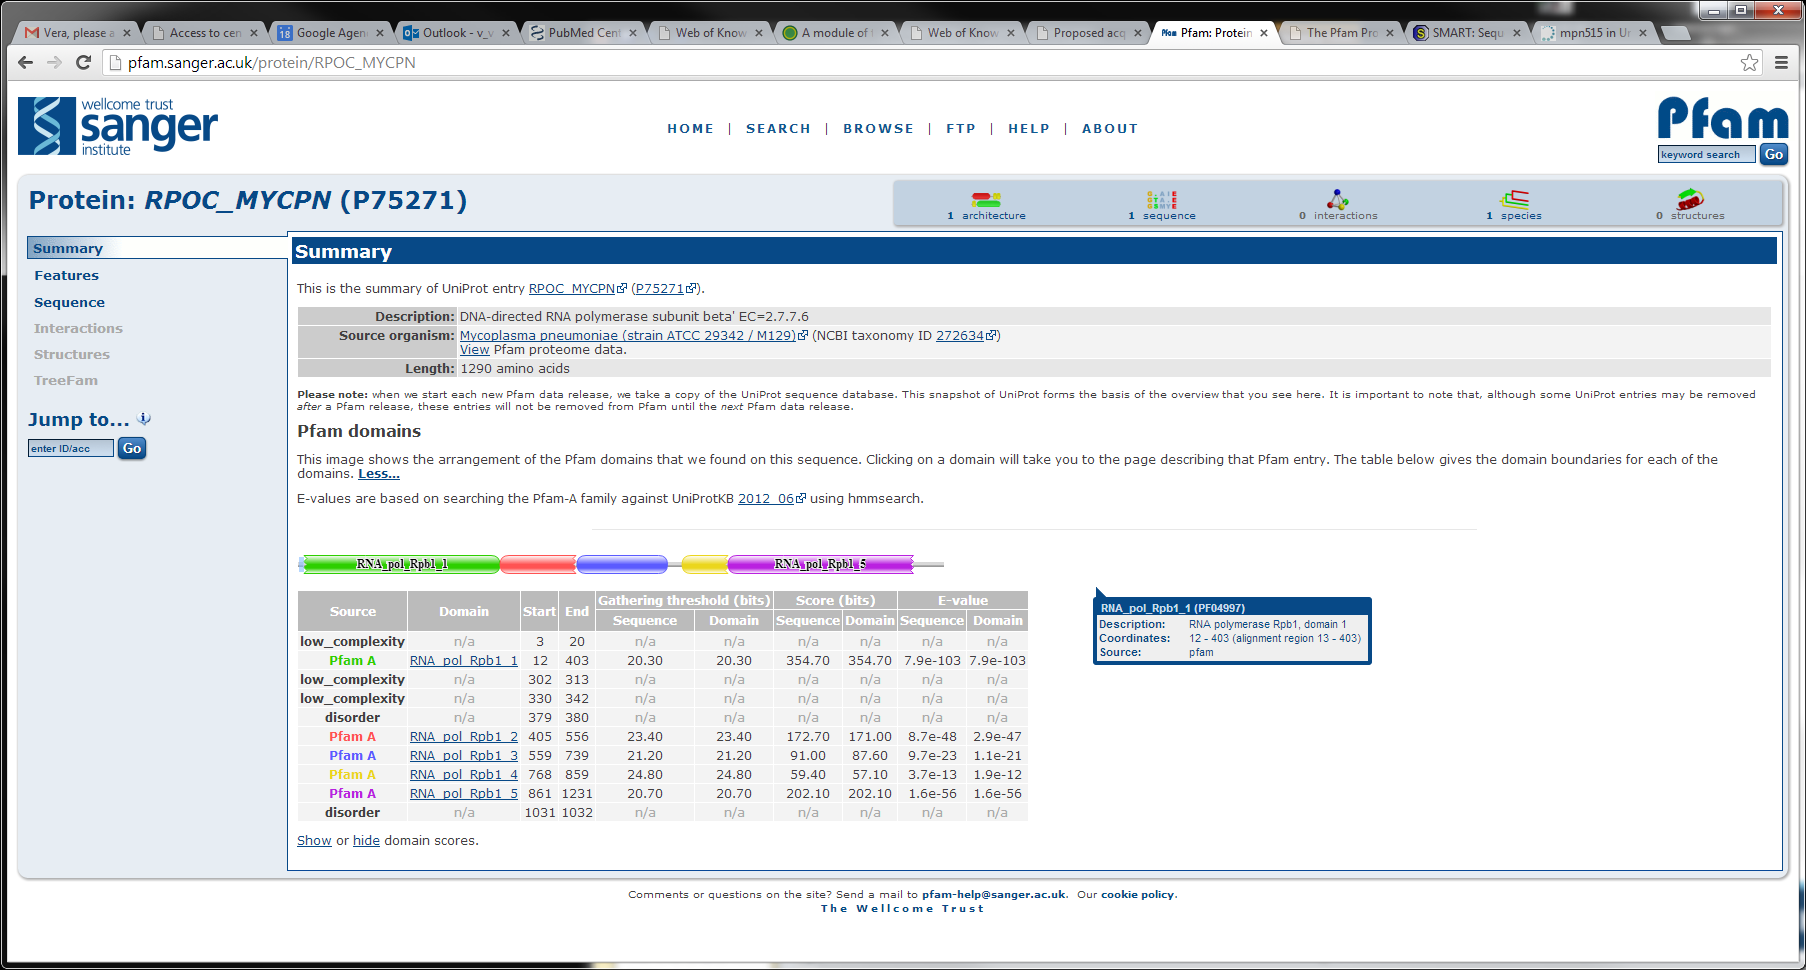 Vera, please a
Access to cen
18 Google Agen
Outlook - v_v
PubMed Cent
Web of Know
A module of t
Web of Know
Proposed acq
Pfam Pfam: Protein
The Pfam Pro
SMART: Sequ
mpn515 in Un
pfam.sanger.ac.uk/protein/RPOC_MYCPN
wellcome trust
sanger
institute
HOME | SEARCH | BROWSE | FTP | HELP | ABOUT
Pfam
keyword search Go
Protein: RPOC_MYCPN (P75271)
1 architecture
1 sequence
0 interactions
1 species
0 structures
Summary
Features
Sequence
Interactions
Structures
TreeFam
Jump to... i
enter ID/acc Go
Summary
This is the summary of UniProt entry RPOC_MYCPN (P75271).
Description: DNA-directed RNA polymerase subunit beta' EC=2.7.7.6
Source organism: Mycoplasma pneumoniae (strain ATCC 29342 / M129) (NCBI taxonomy ID 272634)
View Pfam proteome data.
Length: 1290 amino acids
Please note: when we start each new Pfam data release, we take a copy of the UniProt sequence database. This snapshot of UniProt forms the basis of the overview that you see here. It is important to note that, although some UniProt entries may be removed
after a Pfam release, these entries will not be removed from Pfam until the next Pfam data release.
Pfam domains
This image shows the arrangement of the Pfam domains that we found on this sequence. Clicking on a domain will take you to the page describing that Pfam entry. The table below gives the domain boundaries for each of the
domains. Less...
E-values are based on searching the Pfam-A family against UniProtKB 2012_06 using hmmsearch.
RNA_pol_Rpb1_1 RNA_pol_Rpb1_5
Source Domain Start End Gathering threshold (bits) Score (bits) E-value
Sequence Domain Sequence Domain Sequence Domain
low_complexity n/a 3 20 n/a n/a n/a n/a n/a n/a
Pfam A RNA_pol_Rpb1_1 12 403 20.30 20.30 354.70 354.70 7.9e-103 7.9e-103
low_complexity n/a 302 313 n/a n/a n/a n/a n/a n/a
low_complexity n/a 330 342 n/a n/a n/a n/a n/a n/a
disorder n/a 379 380 n/a n/a n/a n/a n/a n/a
Pfam A RNA_pol_Rpb1_2 405 556 23.40 23.40 172.70 171.00 8.7e-48 2.9e-47
Pfam A RNA_pol_Rpb1_3 559 739 21.20 21.20 91.00 87.60 9.7e-23 1.1e-21
Pfam A RNA_pol_Rpb1_4 768 859 24.80 24.80 59.40 57.10 3.7e-13 1.9e-12
Pfam A RNA_pol_Rpb1_5 861 1231 20.70 20.70 202.10 202.10 1.6e-56 1.6e-56
disorder n/a 1031 1032 n/a n/a n/a n/a n/a n/a
RNA_pol_Rpb1_1 (PF04997)
Description: RNA polymerase Rpb1, domain 1
Coordinates: 12 - 403 (alignment region 13 - 403)
Source: pfam
Show or hide domain scores.
Comments or questions on the site? Send a mail to pfam-help@sanger.ac.uk. Our cookie policy.
The Wellcome Trust